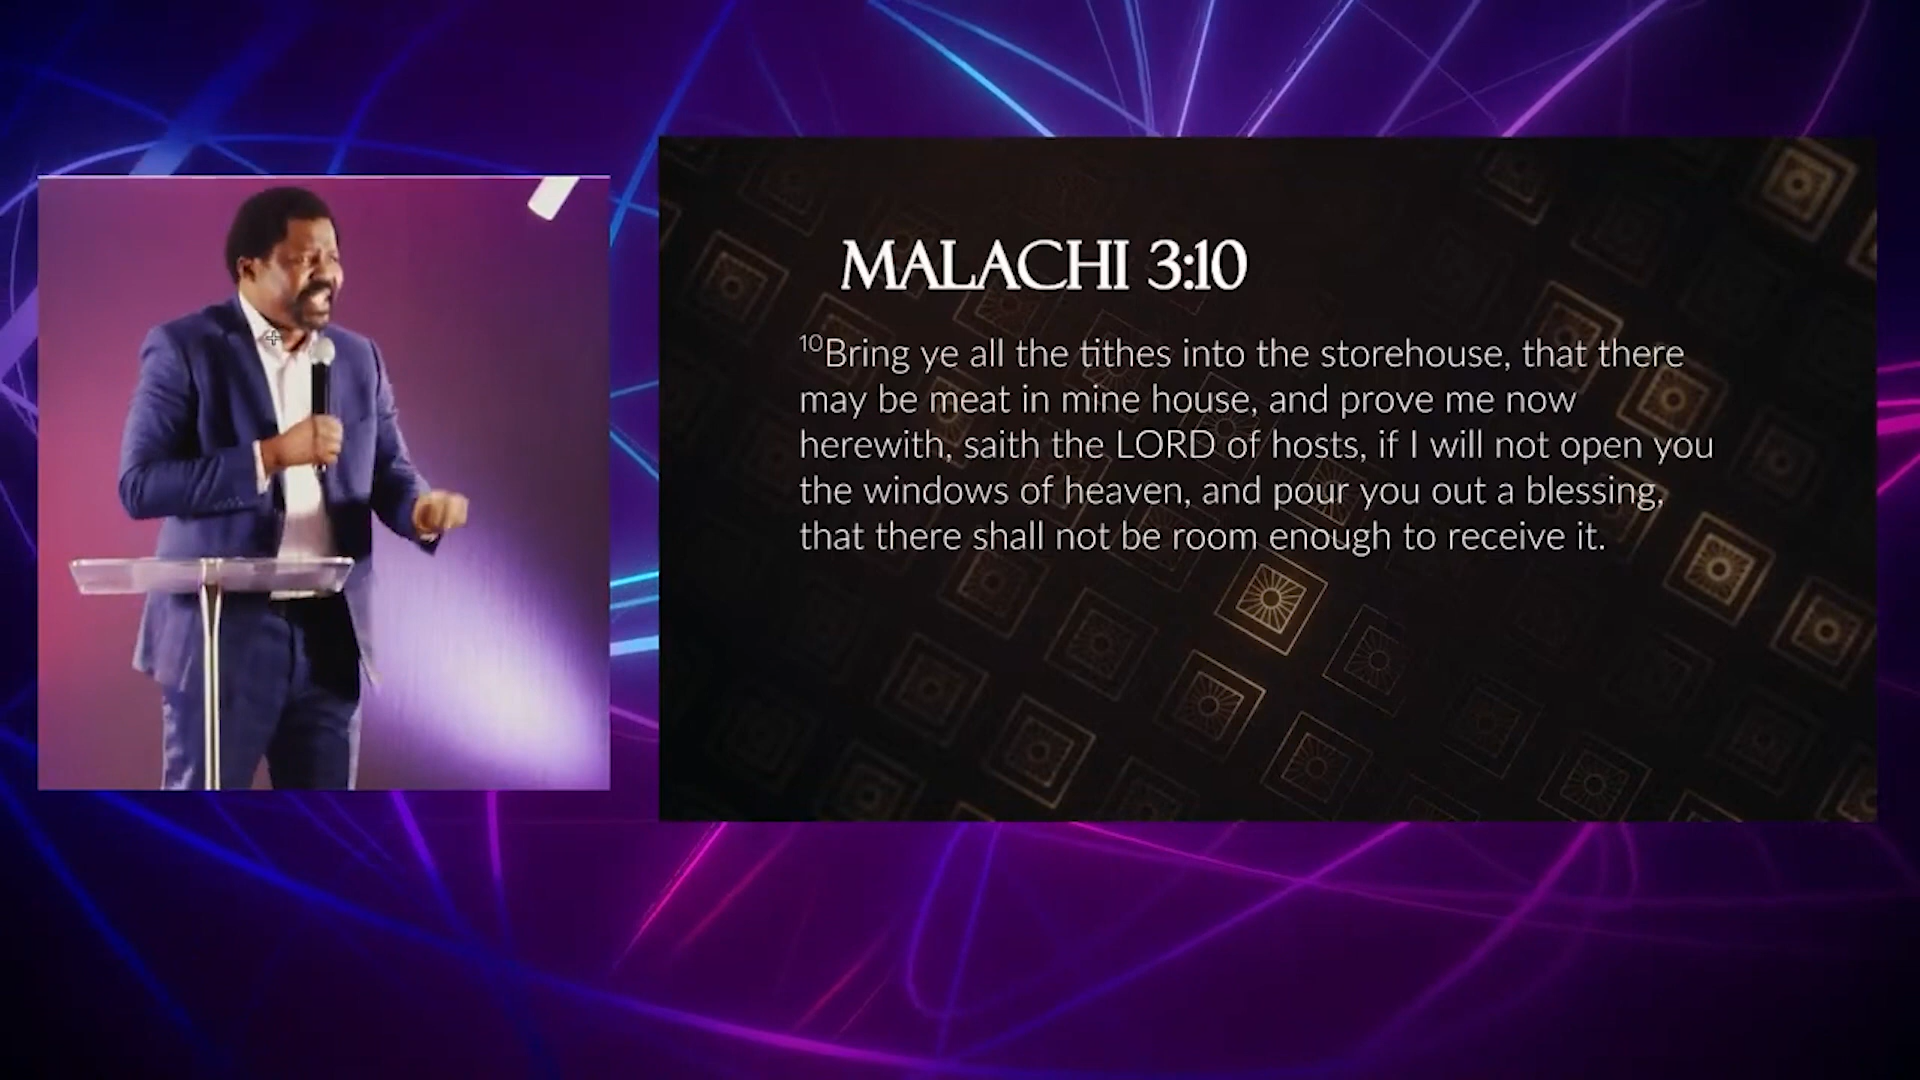 MALACHI 3:10
¹⁰Bring ye all the tithes into the storehouse, that there
may be meat in mine house, and prove me now
herewith, saith the LORD of hosts, if I will not open you
the windows of heaven, and pour you out a blessing,
that there shall not be room enough to receive it.